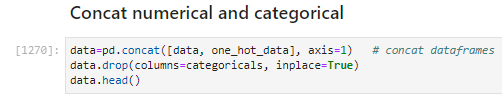 Concat numerical and categorical
[1270]: data=pd.concat([data, one_hot_data], axis=1)   # concat dataframes
data.drop(columns=categoricals, inplace=True)
data.head()